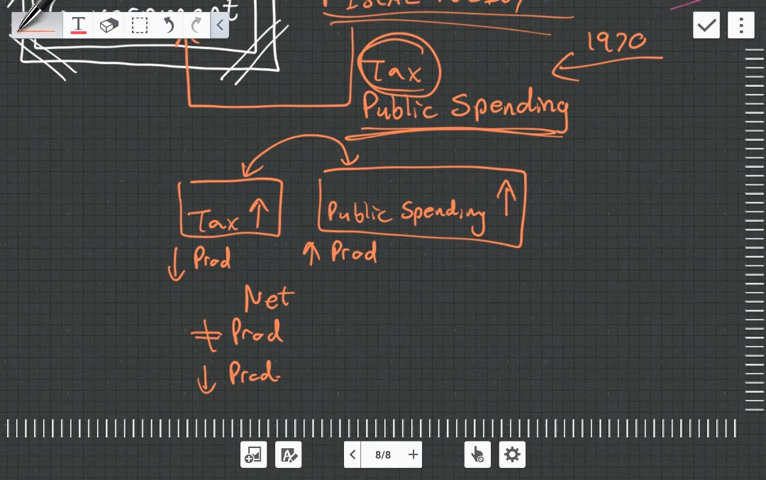 Tax
1970
Public Spending
Tax ↑
Public Spending ↑
↓ Prod
↑ Prod
Net
≠ Prod
↓ Prod
T
A
8/8